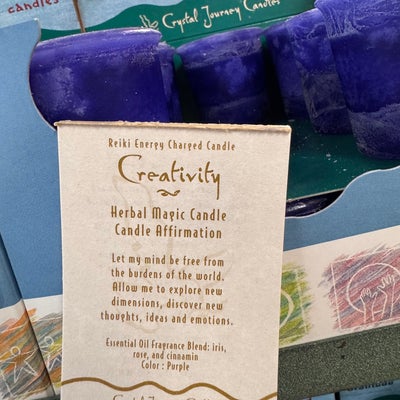 candles
Crystal Journey Candles
Reiki Energy Charged Candle
Creativity
Herbal Magic Candle
Candle Affirmation
Let my mind be free from
the burdens of the world.
Allow me to explore new
dimensions, discover new
thoughts, ideas and emotions.
Essential Oil Fragrance Blend: iris,
rose, and cinnamin
Color : Purple